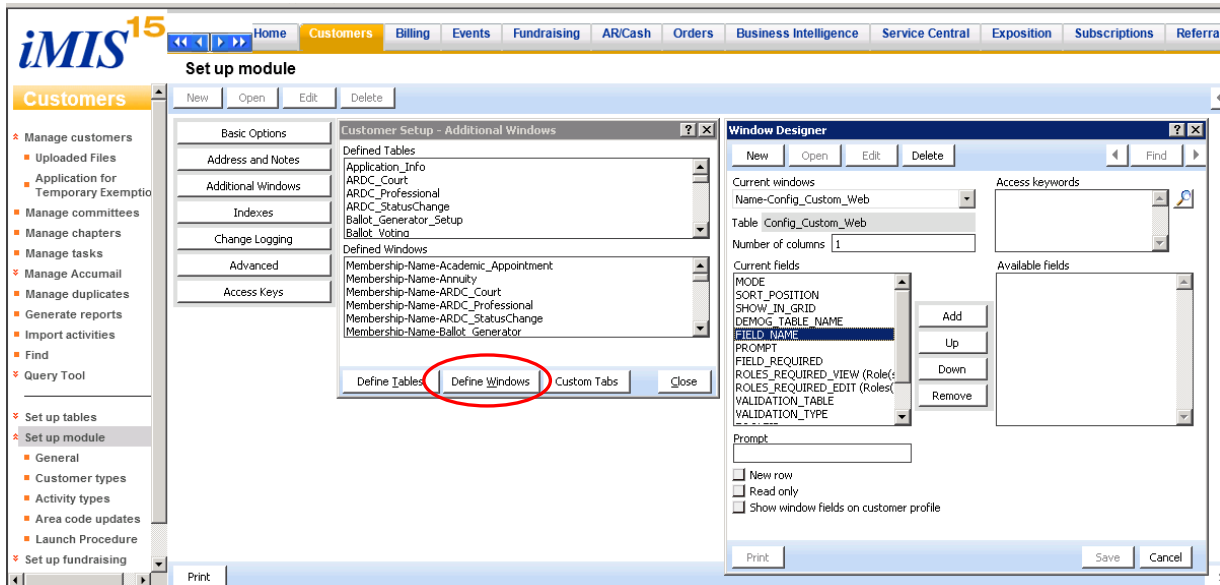 iMIS 15
Home Customers Billing Events Fundraising AR/Cash Orders Business Intelligence Service Central Exposition Subscriptions Referra
Set up module
Customers
New Open Edit Delete
Manage customers
Uploaded Files
Application for
Temporary Exemptio
Manage committees
Manage chapters
Manage tasks
Manage Accumail
Manage duplicates
Generate reports
Import activities
Find
Query Tool
Set up tables
Set up module
General
Customer types
Activity types
Area code updates
Launch Procedure
Set up fundraising
Basic Options
Address and Notes
Additional Windows
Indexes
Change Logging
Advanced
Access Keys
Customer Setup - Additional Windows
Defined Tables
Application_Info
ARDC_Court
ARDC_Professional
ARDC_StatusChange
Ballot_Generator_Setup
Ballot_Voting
Defined Windows
Membership-Name-Academic_Appointment
Membership-Name-Annuity
Membership-Name-ARDC_Court
Membership-Name-ARDC_Professional
Membership-Name-ARDC_StatusChange
Membership-Name-Ballot_Generator
Define Tables Define Windows Custom Tabs Close
Window Designer
New Open Edit Delete Find
Current windows
Name-Config_Custom_Web
Table Config_Custom_Web
Number of columns 1
Current fields
MODE
SORT_POSITION
SHOW_IN_GRID
DEMOG_TABLE_NAME
FIELD_NAME
PROMPT
FIELD_REQUIRED
ROLES_REQUIRED_VIEW (Role(s
ROLES_REQUIRED_EDIT (Roles(
VALIDATION_TABLE
VALIDATION_TYPE
Add
Up
Down
Remove
Access keywords
Available fields
Prompt
New row
Read only
Show window fields on customer profile
Print Save Cancel
Print